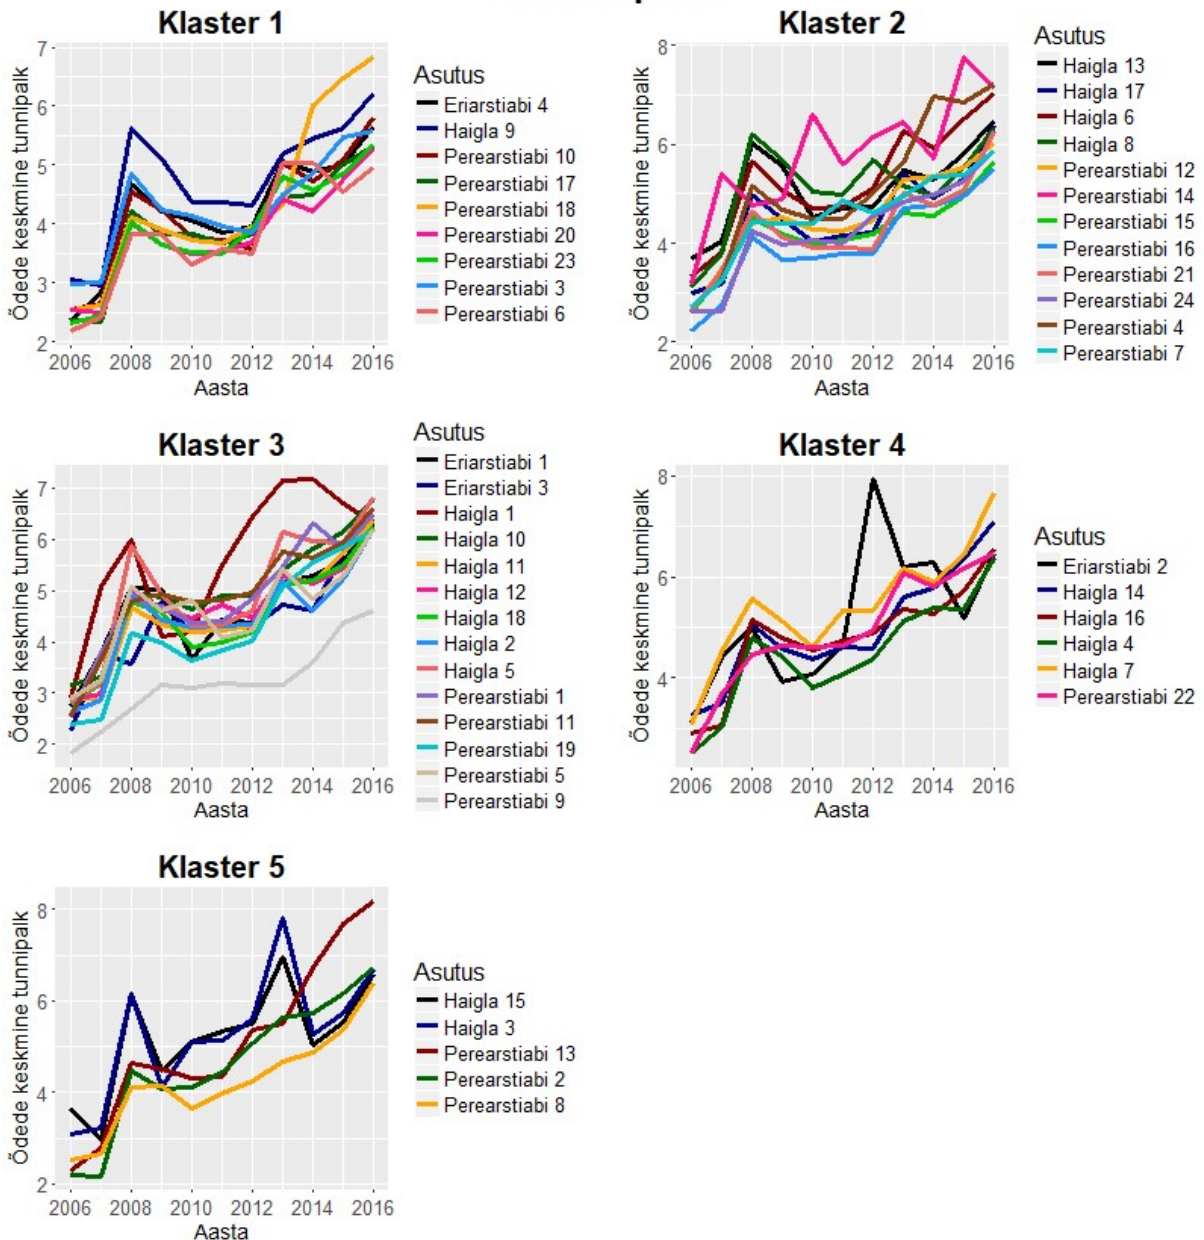 Klaster 1
7
6
5
4
3
2
Õdede keskmine tunnipalk
2006 2008 2010 2012 2014 2016
Aasta
Asutus
Eriarstiabi 4
Haigla 9
Perearstiabi 10
Perearstiabi 17
Perearstiabi 18
Perearstiabi 20
Perearstiabi 23
Perearstiabi 3
Perearstiabi 6
Klaster 2
8
6
4
2
Õdede keskmine tunnipalk
2006 2008 2010 2012 2014 2016
Aasta
Asutus
Haigla 13
Haigla 17
Haigla 6
Haigla 8
Perearstiabi 12
Perearstiabi 14
Perearstiabi 15
Perearstiabi 16
Perearstiabi 21
Perearstiabi 24
Perearstiabi 4
Perearstiabi 7
Klaster 3
7
6
5
4
3
2
Õdede keskmine tunnipalk
2006 2008 2010 2012 2014 2016
Aasta
Asutus
Eriarstiabi 1
Eriarstiabi 3
Haigla 1
Haigla 10
Haigla 11
Haigla 12
Haigla 18
Haigla 2
Haigla 5
Perearstiabi 1
Perearstiabi 11
Perearstiabi 19
Perearstiabi 5
Perearstiabi 9
Klaster 4
8
6
4
Õdede keskmine tunnipalk
2006 2008 2010 2012 2014 2016
Aasta
Asutus
Eriarstiabi 2
Haigla 14
Haigla 16
Haigla 4
Haigla 7
Perearstiabi 22
Klaster 5
8
6
4
2
Õdede keskmine tunnipalk
2006 2008 2010 2012 2014 2016
Aasta
Asutus
Haigla 15
Haigla 3
Perearstiabi 13
Perearstiabi 2
Perearstiabi 8